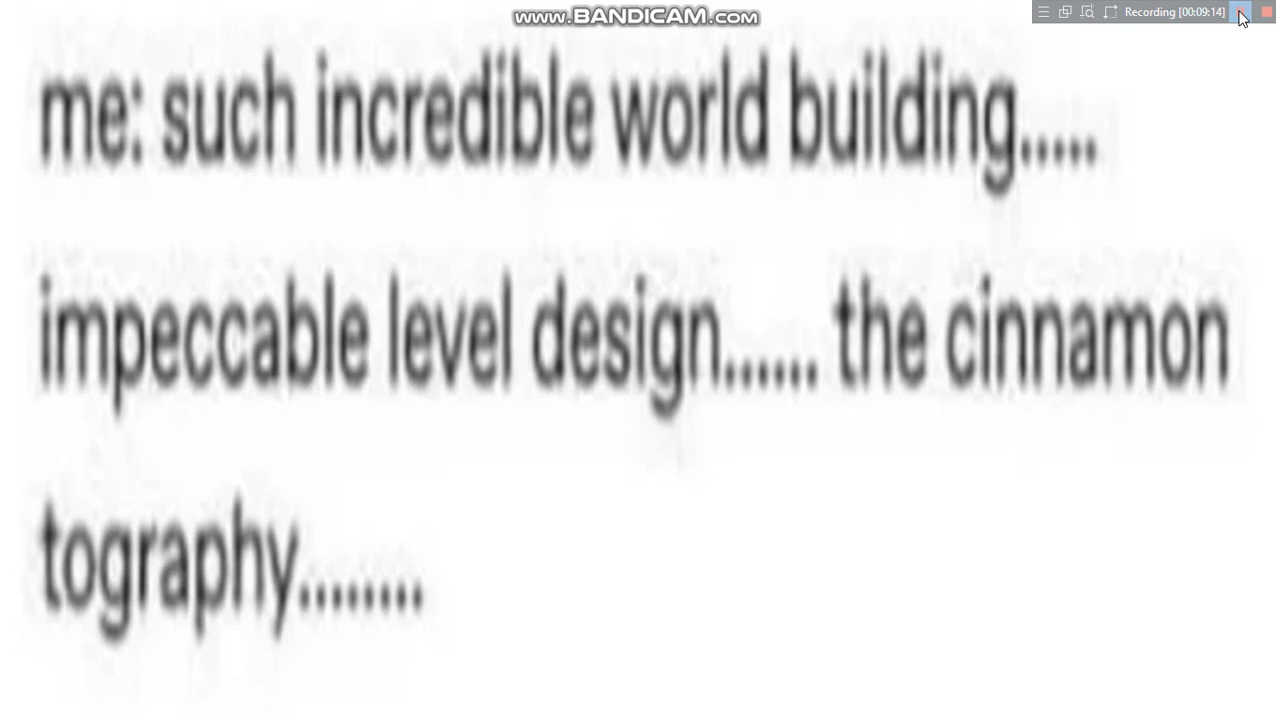 www.BANDICAM.com
Recording [00:09:14]
me: such incredible world building.....
impeccable level design...... the cinnamon
tography........